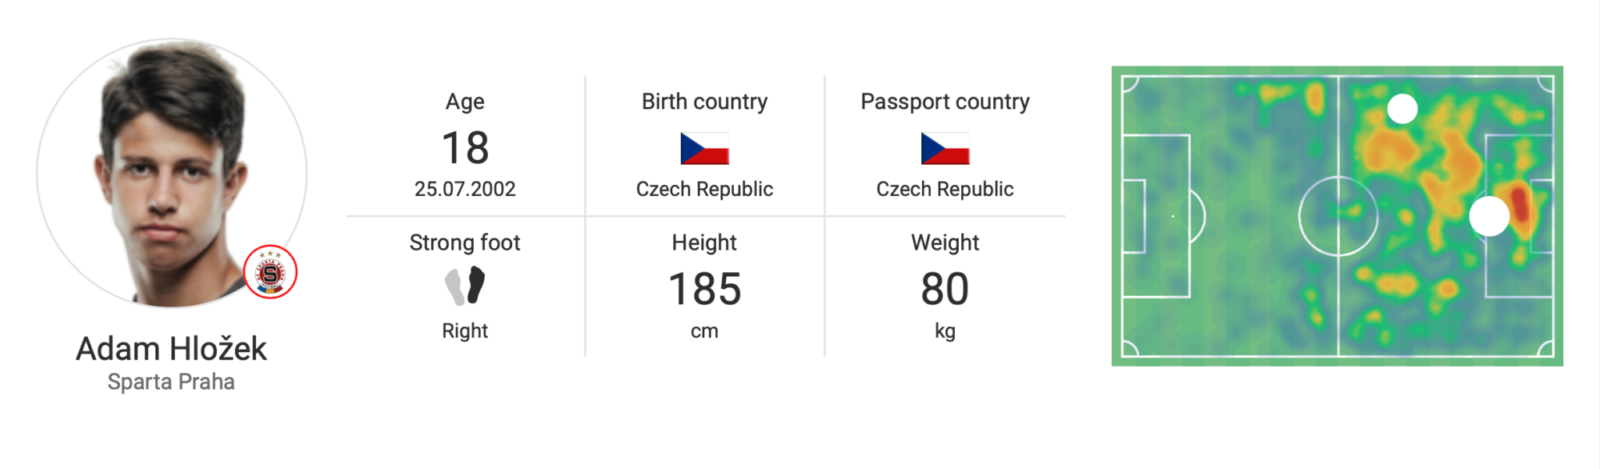 Age
18
25.07.2002
Birth country
Czech Republic
Passport country
Czech Republic
Strong foot
Right
Height
185
cm
Weight
80
kg
S
Adam Hložek
Sparta Praha